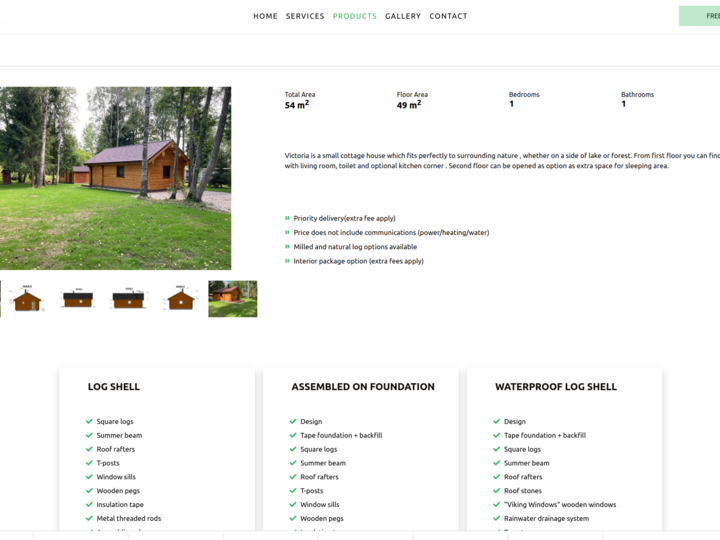 HOME SERVICES PRODUCTS GALLERY CONTACT
FREE
Total Area Floor Area Bedrooms Bathrooms
54 m2 49 m2 1 1
Victoria is a small cottage house which fits perfectly to surrounding nature , whether on a side of lake or forest. From first floor you can find
with living room, toilet and optional kitchen corner . Second floor can be opened as option as extra space for sleeping area.
Priority delivery(extra fee apply)
Price does not include communications (power/heating/water)
Milled and natural log options available
Interior package option (extra fees apply)
LOG SHELL
Square logs
Summer beam
Roof rafters
T-posts
Window sills
Wooden pegs
Insulation tape
Metal threaded rods
ASSEMBLED ON FOUNDATION
Design
Tape foundation + backfill
Square logs
Summer beam
Roof rafters
T-posts
Window sills
Wooden pegs
WATERPROOF LOG SHELL
Design
Tape foundation + backfill
Square logs
Summer beam
Roof rafters
Roof stones
"Viking Windows" wooden windows
Rainwater drainage system